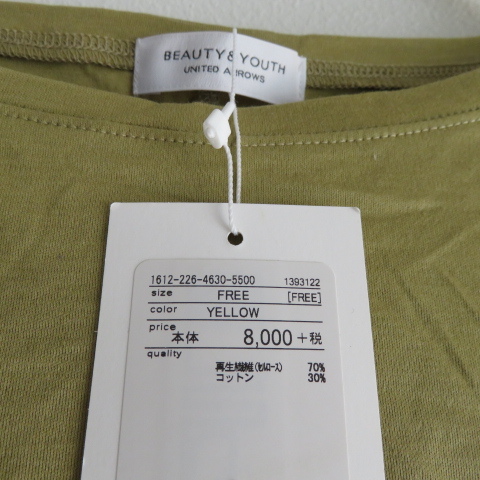 BEAUTY & YOUTH
UNITED ARROWS
1612-226-4630-5500 1393122
size FREE [FREE]
color YELLOW
price 本体 8,000+税
quality
再生繊維(セルロース) 70%
コットン 30%